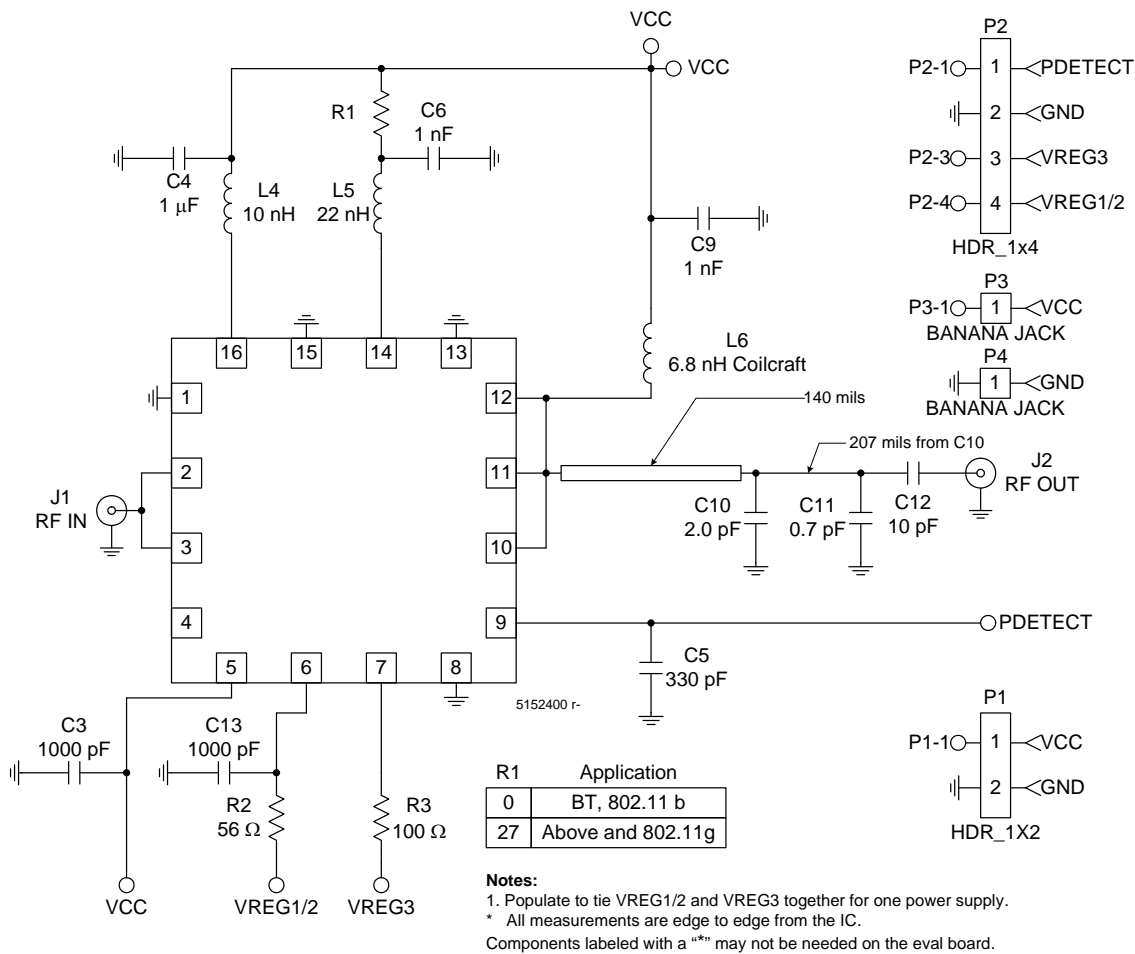 VCC
VCC
P2
P2-1 1 PDETECT
2 GND
P2-3 3 VREG3
P2-4 4 VREG1/2
HDR_1x4
R1
C6
1 nF
C4
1 μF
L4
10 nH
L5
22 nH
C9
1 nF
P3
P3-1 1 VCC
BANANA JACK
P4
1 GND
BANANA JACK
16 15 14 13
L6
6.8 nH Coilcraft
1
12
140 mils
207 mils from C10
2
11
J1
RF IN
J2
RF OUT
C10
2.0 pF
C11
0.7 pF
C12
10 pF
3
10
4
9
PDETECT
5 6 7 8
C5
330 pF
5152400 r-
P1
P1-1 1 VCC
2 GND
HDR_1X2
C3
1000 pF
C13
1000 pF
R2
56 Ω
R3
100 Ω
R1 Application
0 BT, 802.11 b
27 Above and 802.11g
VCC
VREG1/2
VREG3
Notes:
1. Populate to tie VREG1/2 and VREG3 together for one power supply.
* All measurements are edge to edge from the IC.
Components labeled with a “*” may not be needed on the eval board.